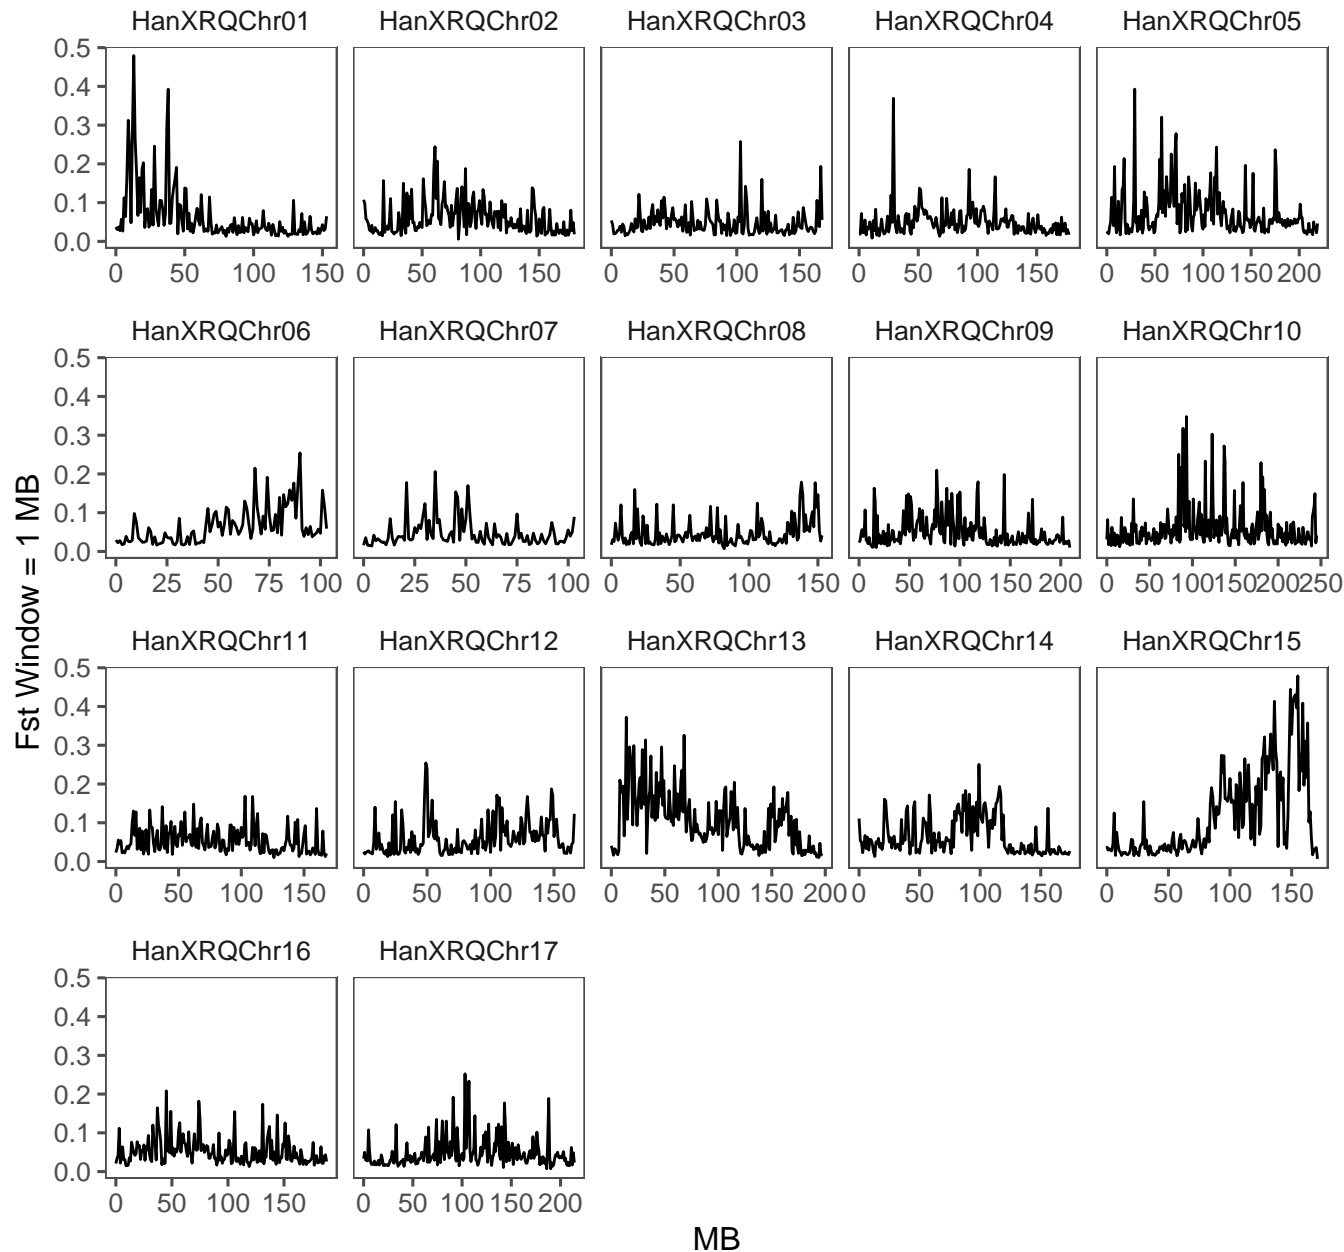 HanXRQChr01 HanXRQChr02 HanXRQChr03 HanXRQChr04 HanXRQChr05
0.5
0.4
0.3
0.2
0.1
0.0
0 50 100 150 0 50 100 150 0 50 100 150 0 50 100 150 0 50 100 150 200
HanXRQChr06 HanXRQChr07 HanXRQChr08 HanXRQChr09 HanXRQChr10
0.5
0.4
0.3
0.2
0.1
0.0
0 25 50 75 100 0 25 50 75 100 0 50 100 150 0 50 100 150 200 0 50 100 150 200 250
Fst Window = 1 MB
HanXRQChr11 HanXRQChr12 HanXRQChr13 HanXRQChr14 HanXRQChr15
0.5
0.4
0.3
0.2
0.1
0.0
0 50 100 150 0 50 100 150 0 50 100 150 200 0 50 100 150 0 50 100 150
HanXRQChr16 HanXRQChr17
0.5
0.4
0.3
0.2
0.1
0.0
0 50 100 150 0 50 100 150 200
MB